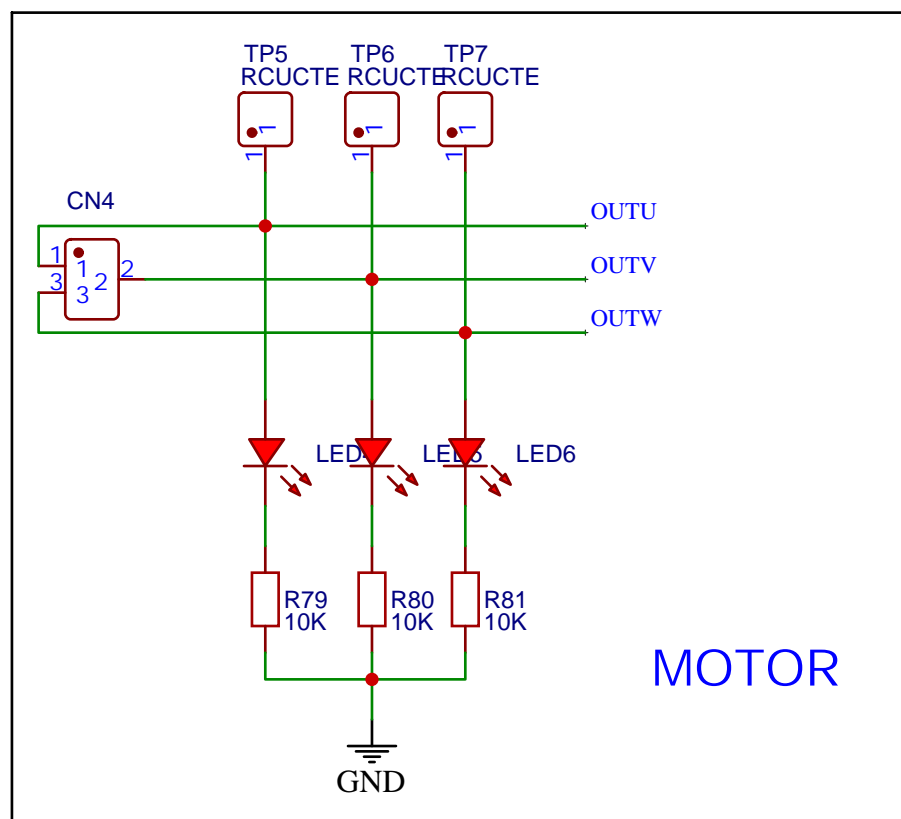 TP5 TP6 TP7
RCUCTE RCUCTE RCUCTE
1 1 1
1 1 1
CN4
OUTU
1 1 2 2 OUTV
3 3
OUTW
LED5 LED6
R79 R80 R81
10K 10K 10K
MOTOR
GND